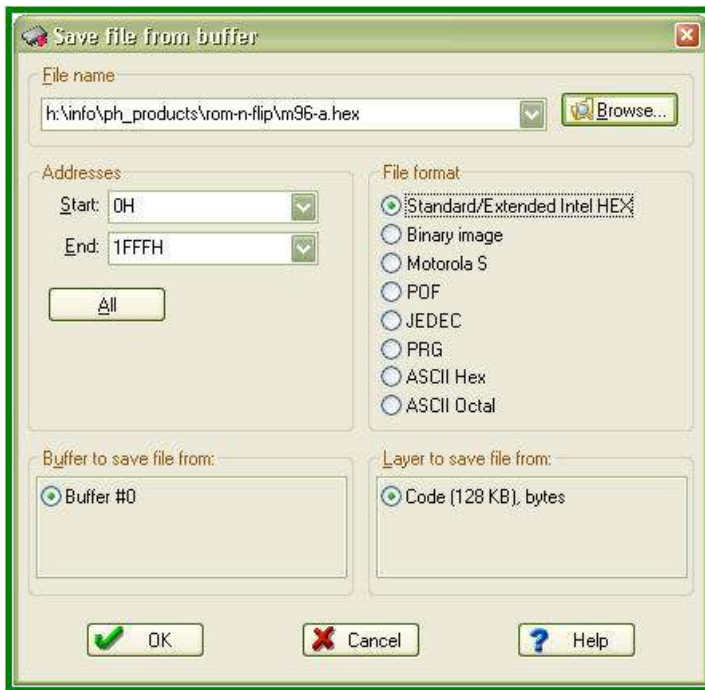 Save file from buffer
File name
h:\info\ph_products\rom-n-flip\m96-a.hex
Browse...
Addresses
Start: 0H
End: 1FFFH
All
File format
Standard/Extended Intel HEX
Binary image
Motorola S
POF
JEDEC
PRG
ASCII Hex
ASCII Octal
Buffer to save file from:
Buffer #0
Layer to save file from:
Code (128 KB), bytes
OK
Cancel
Help